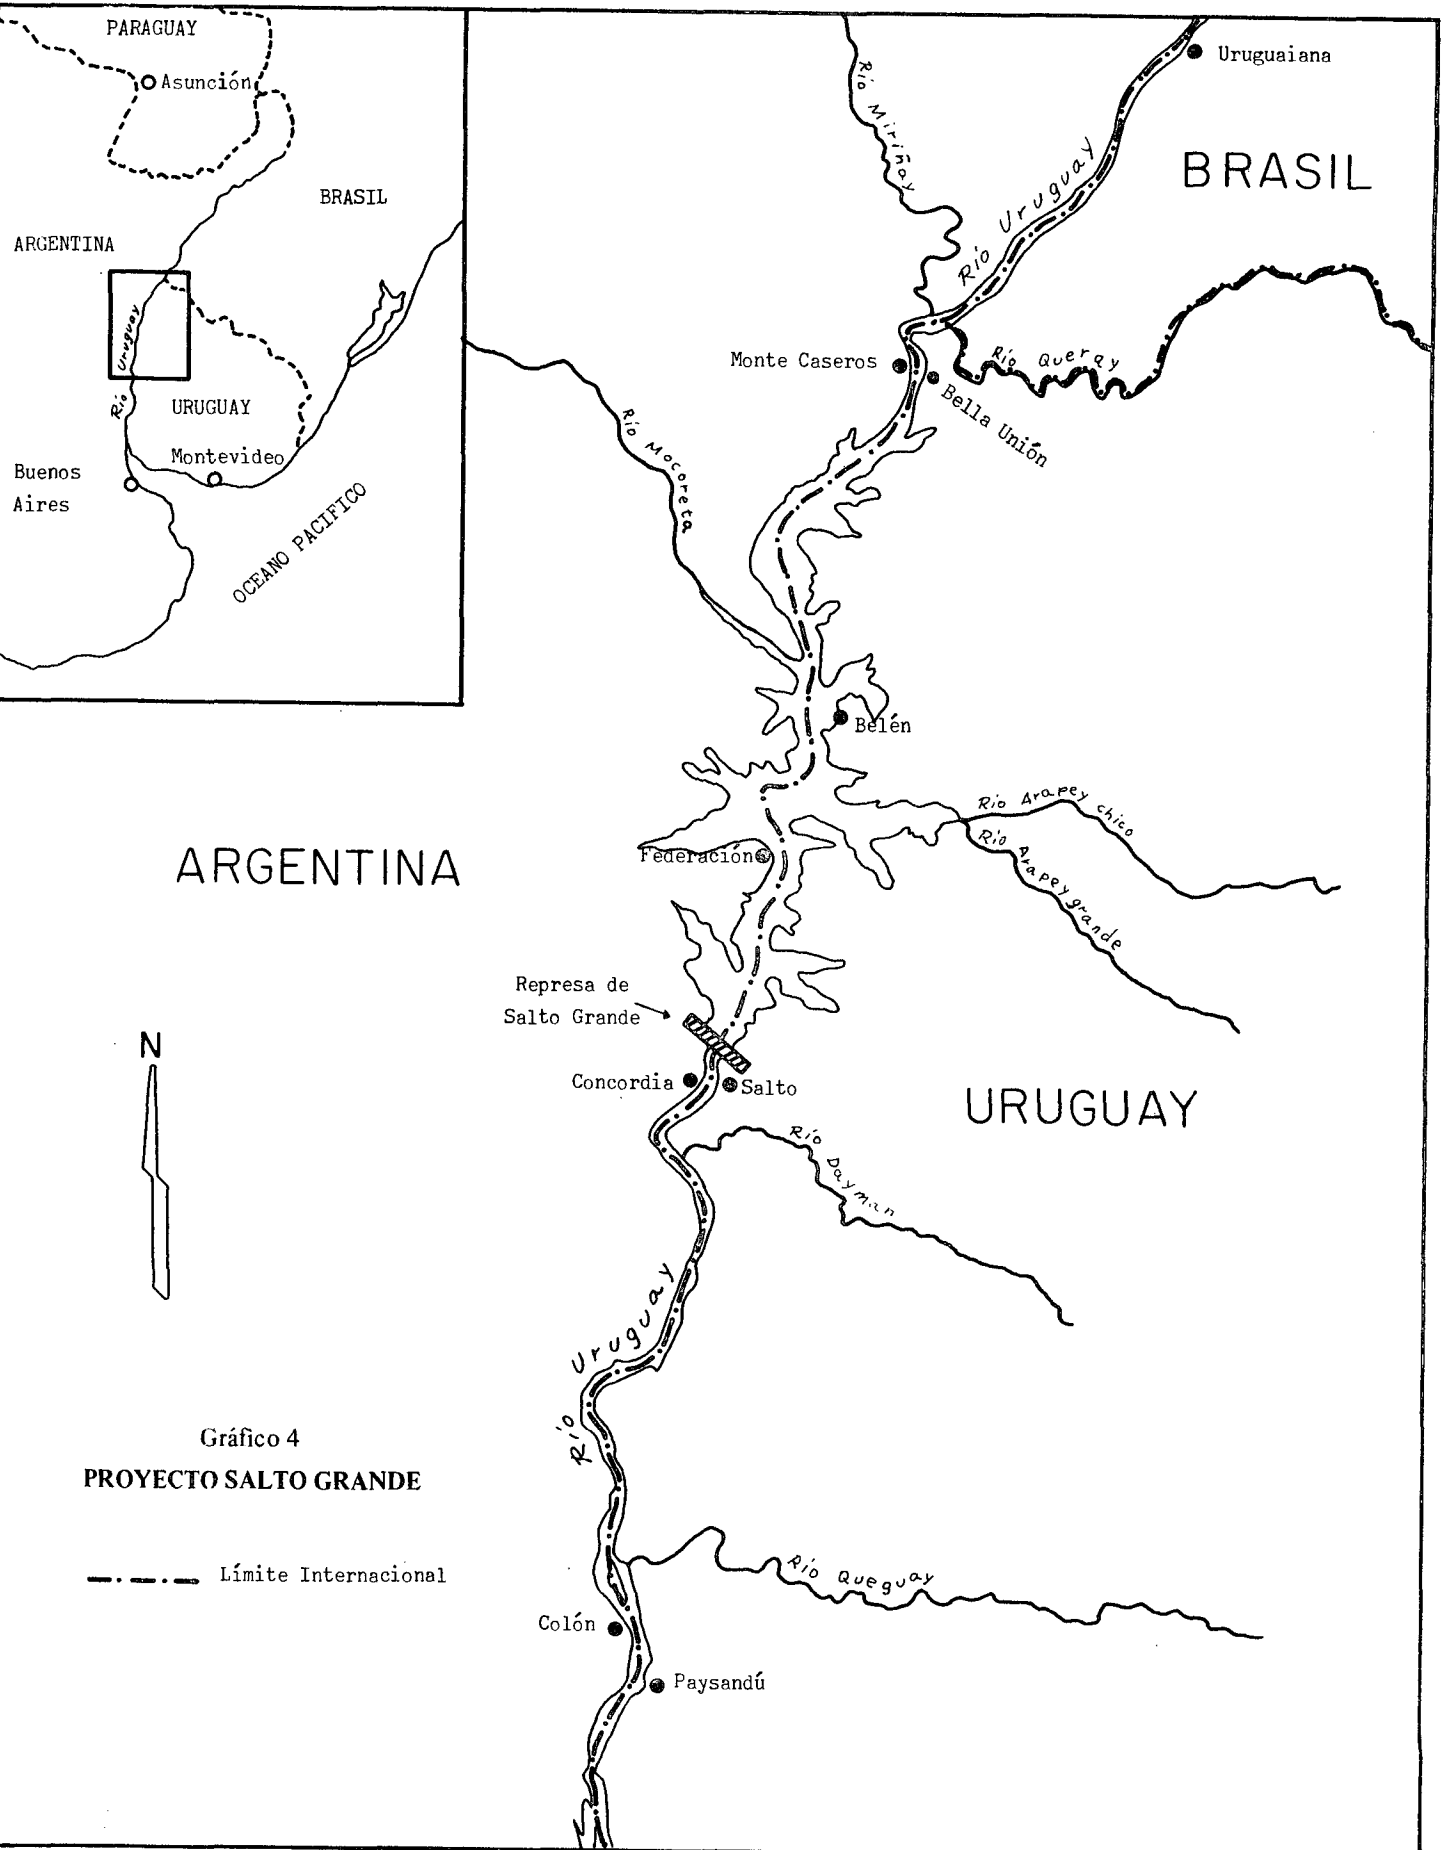 PARAGUAY
Asunción
BRASIL
ARGENTINA
Río Uruguay
URUGUAY
Montevideo
Buenos
Aires
OCEANO PACIFICO
Uruguaiana
BRASIL
Río Miriñay
Río Uruguay
Río Queray
Monte Caseros
Bella Unión
Río Mocoreta
Belén
Río Arapey chico
Río Arapey grande
Federación
ARGENTINA
Represa de
Salto Grande
N
Concordia
Salto
URUGUAY
Río Dayman
Río Uruguay
Gráfico 4
PROYECTO SALTO GRANDE
Límite Internacional
Río Queguay
Colón
Paysandú